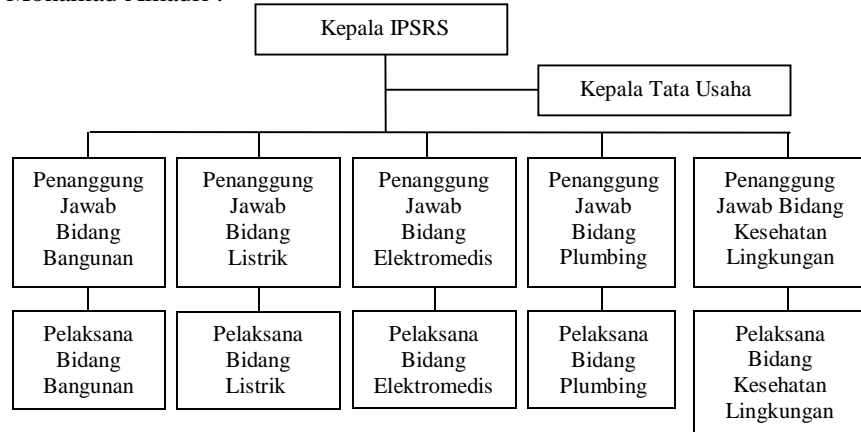 Mohamad
Kepala IPSRS
Kepala Tata Usaha
Penanggung
Jawab
Bidang
Bangunan
Penanggung
Jawab
Bidang
Listrik
Penanggung
Jawab
Bidang
Elektromedis
Penanggung
Jawab
Bidang
Plumbing
Penanggung
Jawab Bidang
Kesehatan
Lingkungan
Pelaksana
Bidang
Bangunan
Pelaksana
Bidang
Listrik
Pelaksana
Bidang
Elektromedis
Pelaksana
Bidang
Plumbing
Pelaksana
Bidang
Kesehatan
Lingkungan